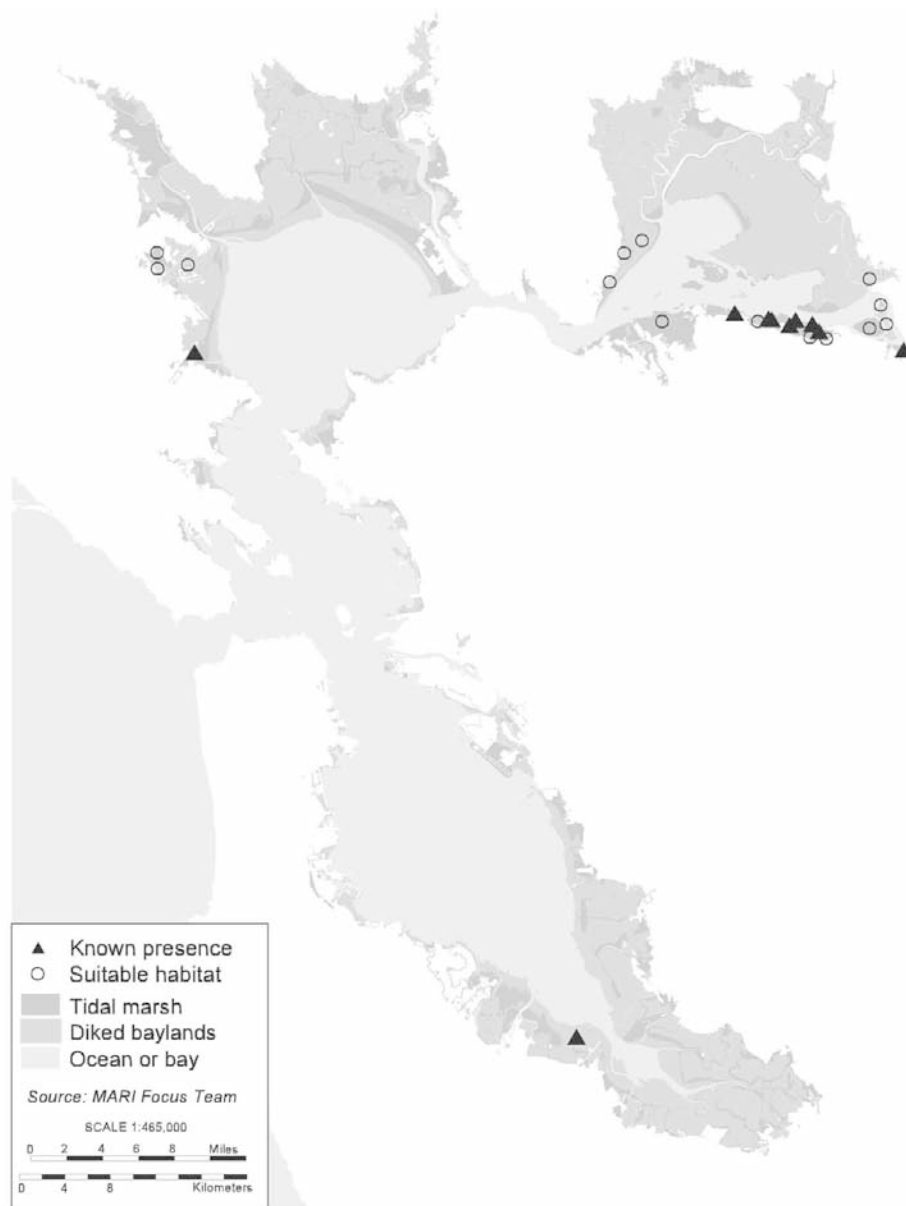 Known presence
Suitable habitat
Tidal marsh
Diked baylands
Ocean or bay
Source: MARI Focus Team
SCALE 1:465,000
0 2 4 6 8 Miles
0 4 8 Kilometers